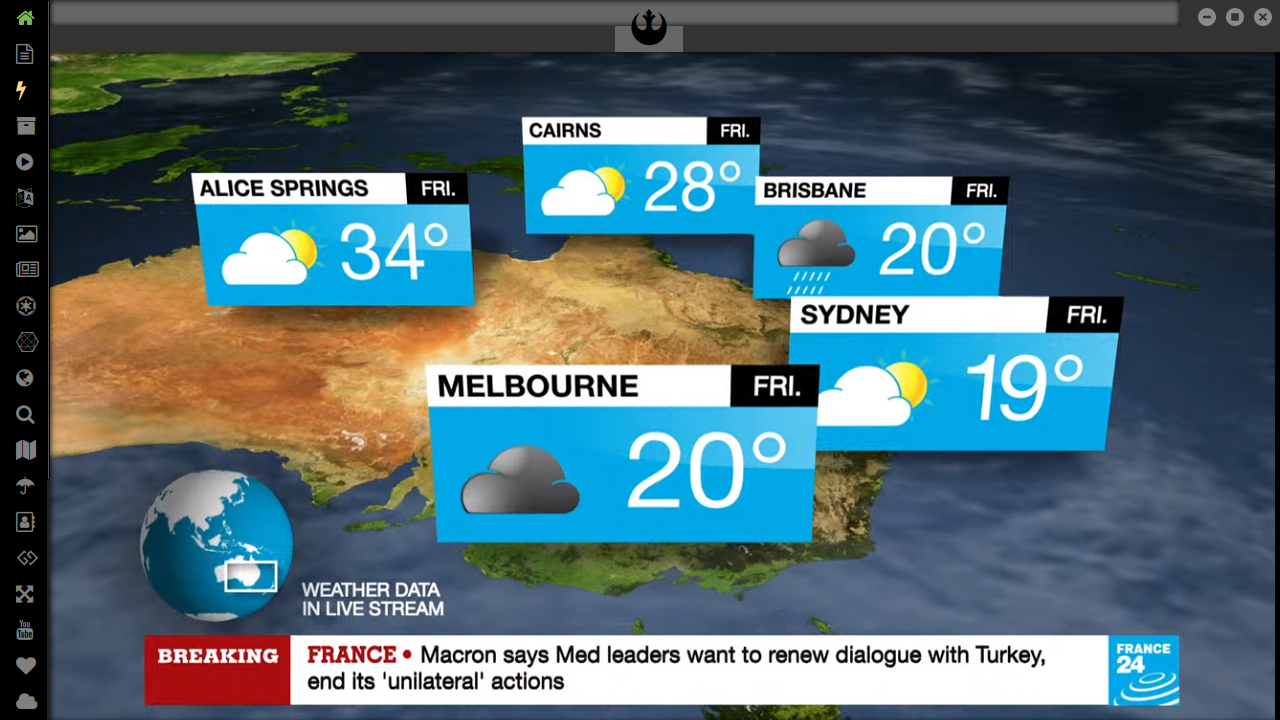 CAIRNS FRI.
28°
ALICE SPRINGS FRI.
34°
BRISBANE FRI.
20°
SYDNEY FRI.
19°
MELBOURNE FRI.
20°
WEATHER DATA
IN LIVE STREAM
BREAKING
FRANCE • Macron says Med leaders want to renew dialogue with Turkey,
end its 'unilateral' actions
FRANCE
24
You
Tube